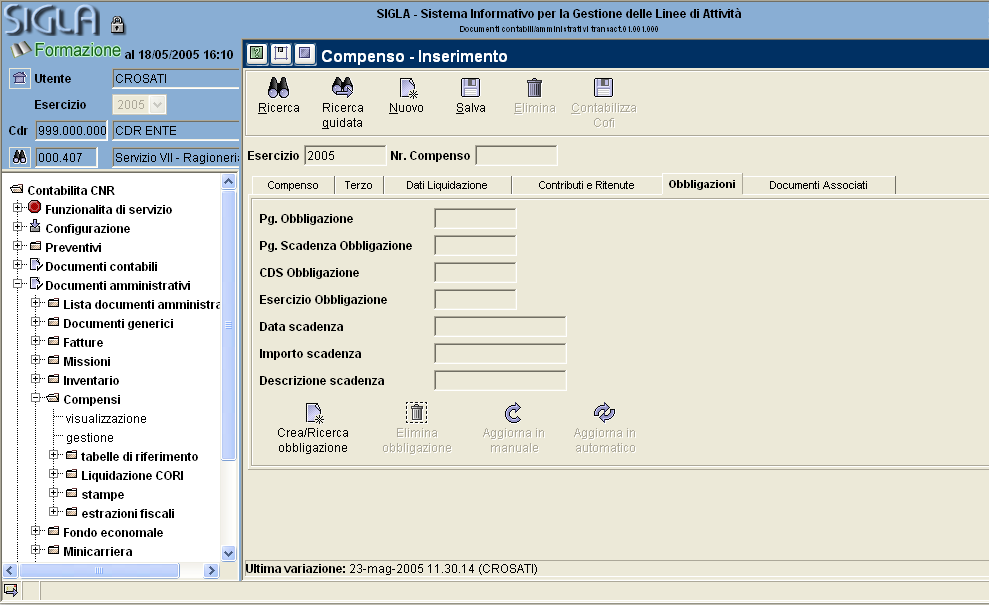 SIGLA
SIGLA - Sistema Informativo per la Gestione delle Linee di Attività
Documenti contabili/amministrativi transact.01.001.000
Formazione al 18/05/2005 16:10
Utente CROSATI
Esercizio 2005
Cdr 999.000.000 CDR ENTE
000.407 Servizio VII - Ragioneria
Contabilita CNR
Funzionalita di servizio
Configurazione
Preventivi
Documenti contabili
Documenti amministrativi
Lista documenti amministra
Documenti generici
Fatture
Missioni
Inventario
Compensi
visualizzazione
gestione
tabelle di riferimento
Liquidazione CORI
stampe
estrazioni fiscali
Fondo economale
Minicarriera
Compenso - Inserimento
Ricerca
Ricerca guidata
Nuovo
Salva
Elimina
Contabilizza Cofi
Esercizio 2005 Nr. Compenso
Compenso
Terzo
Dati Liquidazione
Contributi e Ritenute
Obbligazioni
Documenti Associati
Pg. Obbligazione
Pg. Scadenza Obbligazione
CDS Obbligazione
Esercizio Obbligazione
Data scadenza
Importo scadenza
Descrizione scadenza
Crea/Ricerca obbligazione
Elimina obbligazione
Aggiorna in manuale
Aggiorna in automatico
Ultima variazione: 23-mag-2005 11.30.14 (CROSATI)